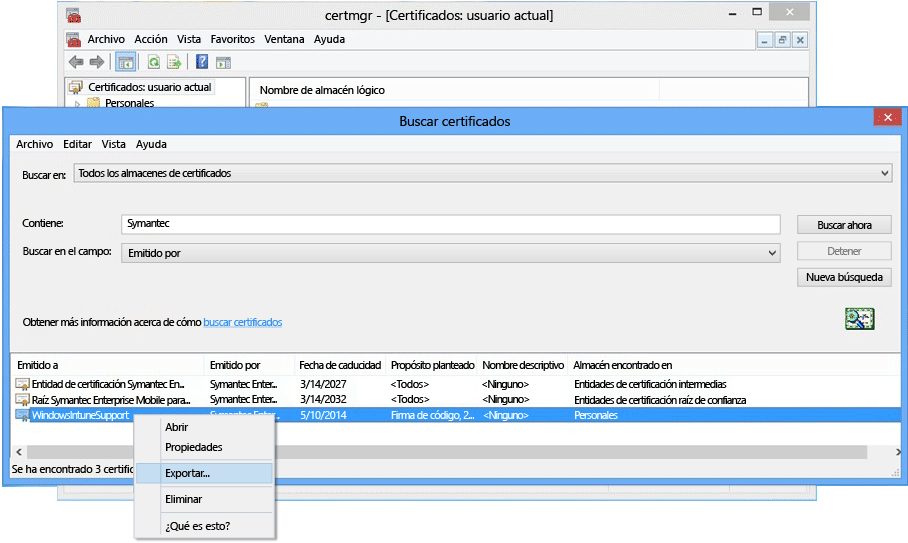 certmgr - [Certificados: usuario actual]
Archivo Acción Vista Favoritos Ventana Ayuda
Certificados: usuario actual
Nombre de almacén lógico
Personales
Buscar certificados
Archivo Editar Vista Ayuda
Buscar en: Todos los almacenes de certificados
Contiene: Symantec
Buscar ahora
Buscar en el campo: Emitido por
Detener
Nueva búsqueda
Obtener más información acerca de cómo buscar certificados
Emitido a Emitido por Fecha de caducidad Propósito planteado Nombre descriptivo Almacén encontrado en
Entidad de certificación Symantec En... Symantec Enter... 3/14/2027 <Todos> <Ninguno> Entidades de certificación intermedias
Raíz Symantec Enterprise Mobile para... Symantec Enter... 3/14/2032 <Todos> <Ninguno> Entidades de certificación raíz de confianza
WindowsIntuneSupport Symantec Enter... 5/10/2014 Firma de código, 2... <Ninguno> Personales
Abrir
Propiedades
Se ha encontrado 3 certific
Exportar...
Eliminar
¿Qué es esto?